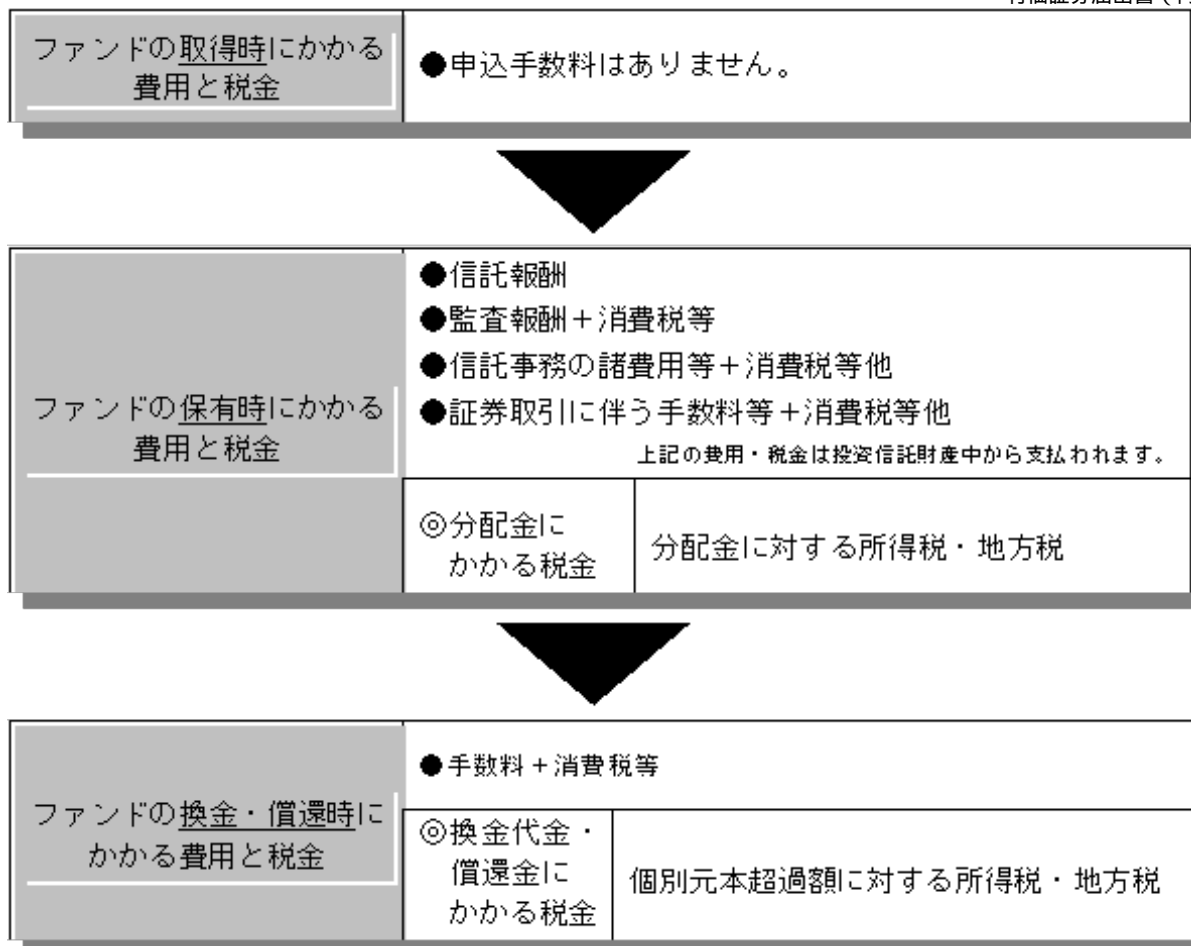 ファンドの取得時にかかる
費用と税金
●申込手数料はありません。
ファンドの保有時にかかる
費用と税金
●信託報酬
●監査報酬＋消費税等
●信託事務の諸費用等＋消費税等他
●証券取引に伴う手数料等＋消費税等他
上記の費用・税金は投資信託財産中から支払われます。
◎分配金に
かかる税金
分配金に対する所得税・地方税
ファンドの換金・償還時に
かかる費用と税金
●手数料＋消費税等
◎換金代金・
償還金に
かかる税金
個別元本超過額に対する所得税・地方税